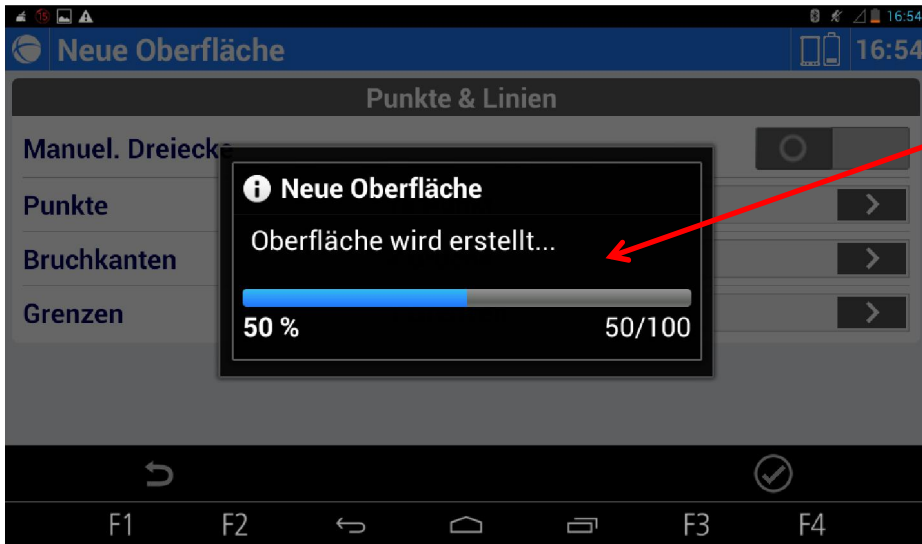 15
16:54
Neue Oberfläche
16:54
Punkte & Linien
Manuel. Dreiecke
Punkte
Bruchkanten
Grenzen
Neue Oberfläche
Oberfläche wird erstellt...
50 %
50/100
F1
F2
F3
F4